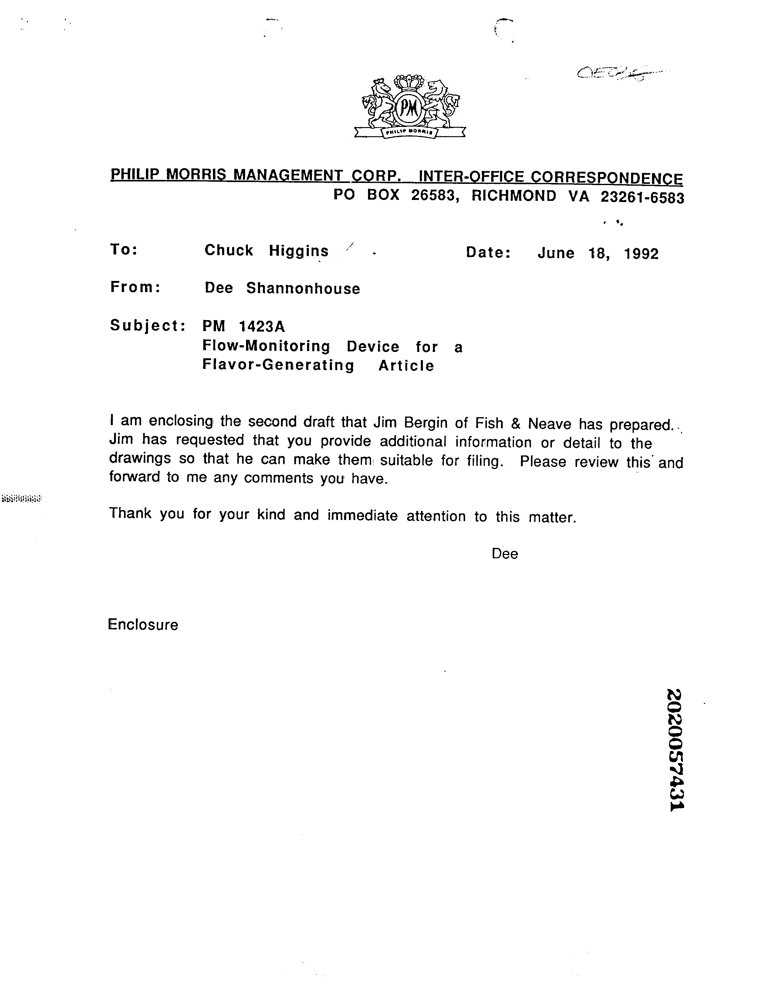 PM
PHILIP MORRIS
PHILIP MORRIS MANAGEMENT CORP. INTER-OFFICE CORRESPONDENCE
PO BOX 26583, RICHMOND VA 23261-6583
To: Chuck Higgins Date: June 18, 1992
From: Dee Shannonhouse
Subject: PM 1423A
Flow-Monitoring Device for a
Flavor-Generating Article
I am enclosing the second draft that Jim Bergin of Fish & Neave has prepared.
Jim has requested that you provide additional information or detail to the
drawings so that he can make them suitable for filing. Please review this and
forward to me any comments you have.
Thank you for your kind and immediate attention to this matter.
Dee
Enclosure
2020057431